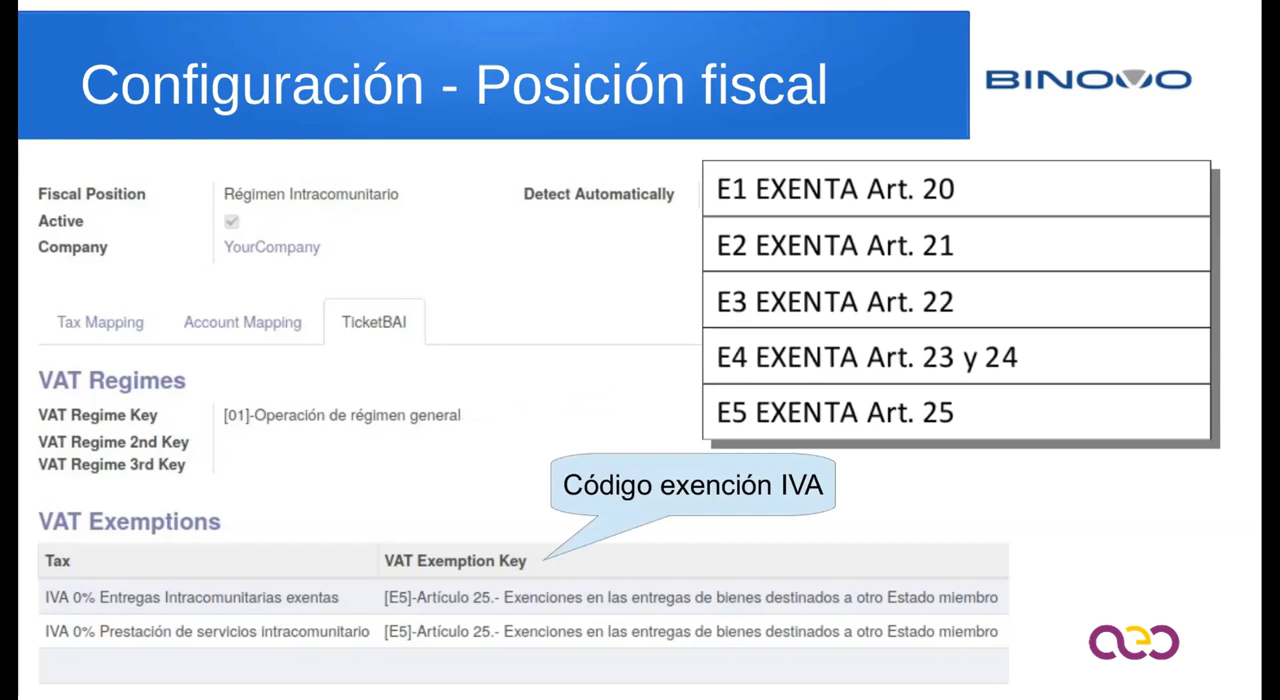 Configuración - Posición fiscal
BINOVO
Fiscal Position Régimen Intracomunitario Detect Automatically
Active
Company YourCompany
E1 EXENTA Art. 20
E2 EXENTA Art. 21
E3 EXENTA Art. 22
E4 EXENTA Art. 23 y 24
E5 EXENTA Art. 25
Tax Mapping Account Mapping TicketBAI
VAT Regimes
VAT Regime Key [01]-Operación de régimen general
VAT Regime 2nd Key
VAT Regime 3rd Key
Código exención IVA
VAT Exemptions
Tax VAT Exemption Key
IVA 0% Entregas Intracomunitarias exentas [E5]-Artículo 25.- Exenciones en las entregas de bienes destinados a otro Estado miembro
IVA 0% Prestación de servicios intracomunitario [E5]-Artículo 25.- Exenciones en las entregas de bienes destinados a otro Estado miembro
aeo